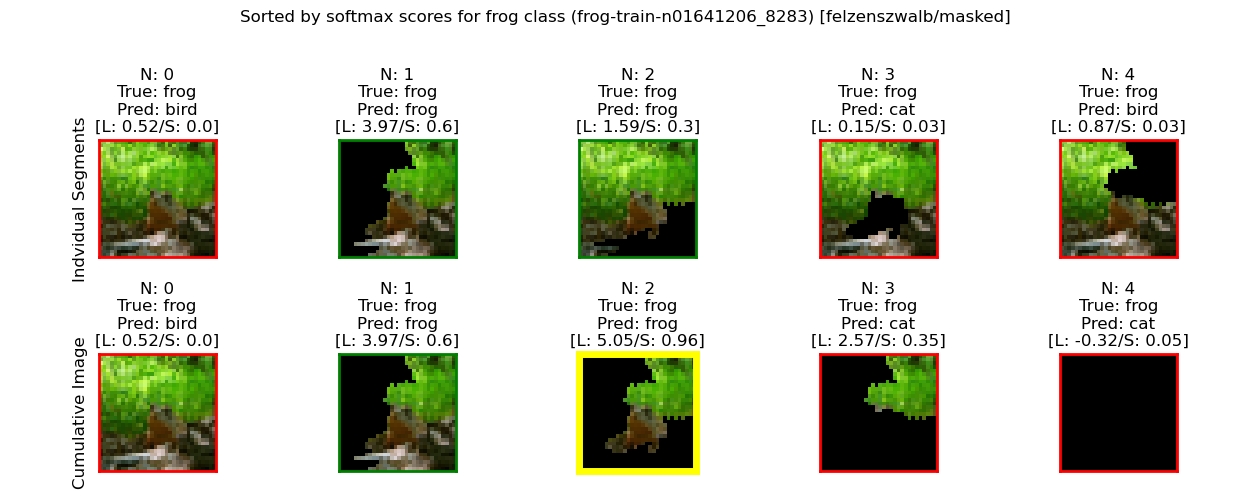 Sorted by softmax scores for frog class (frog-train-n01641206_8283) [felzenszwalb/masked]
Indvidual Segments
N: 0
True: frog
Pred: bird
[L: 0.52/S: 0.0]
N: 1
True: frog
Pred: frog
[L: 3.97/S: 0.6]
N: 2
True: frog
Pred: frog
[L: 1.59/S: 0.3]
N: 3
True: frog
Pred: cat
[L: 0.15/S: 0.03]
N: 4
True: frog
Pred: bird
[L: 0.87/S: 0.03]
Cumulative Image
N: 0
True: frog
Pred: bird
[L: 0.52/S: 0.0]
N: 1
True: frog
Pred: frog
[L: 3.97/S: 0.6]
N: 2
True: frog
Pred: frog
[L: 5.05/S: 0.96]
N: 3
True: frog
Pred: cat
[L: 2.57/S: 0.35]
N: 4
True: frog
Pred: cat
[L: -0.32/S: 0.05]